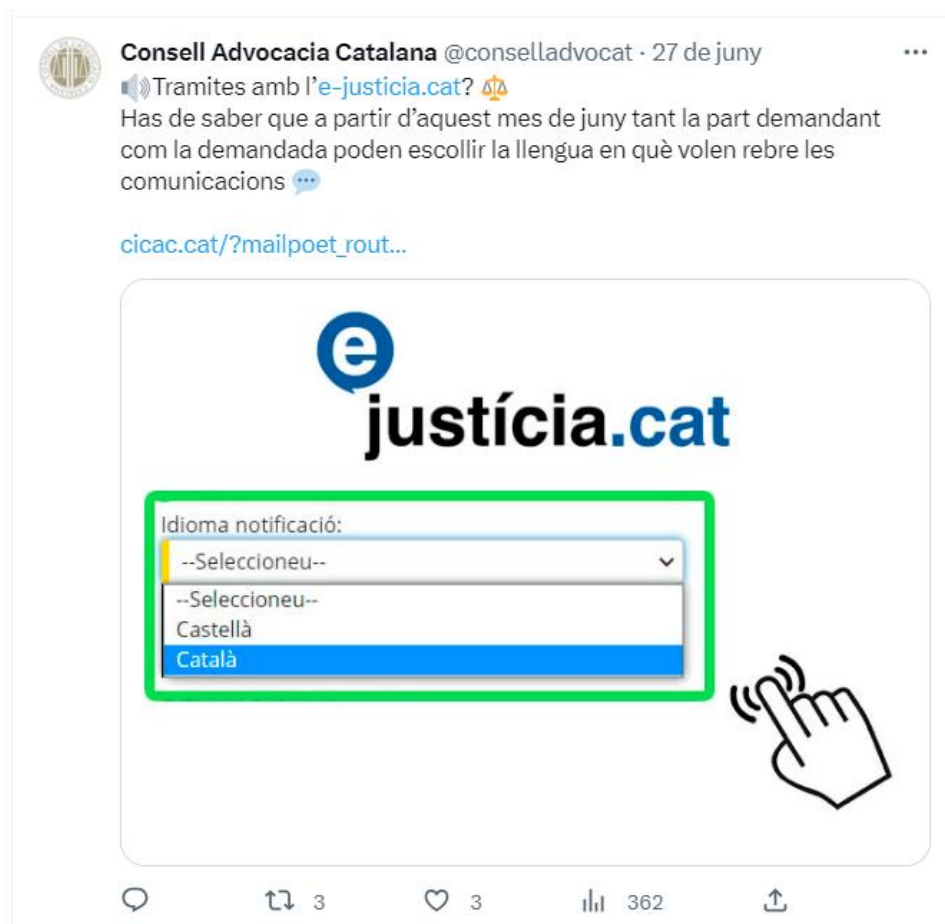 Consell Advocacia Catalana @conselladvocat · 27 de juny
🔊Tramites amb l'e-justicia.cat? ⚖️
Has de saber que a partir d'aquest mes de juny tant la part demandant
com la demandada poden escollir la llengua en què volen rebre les
comunicacions 💬
cicac.cat/?mailpoet_rout...
e
justícia.cat
Idioma notificació:
--Seleccioneu--
--Seleccioneu--
Castellà
Català
3 3 362